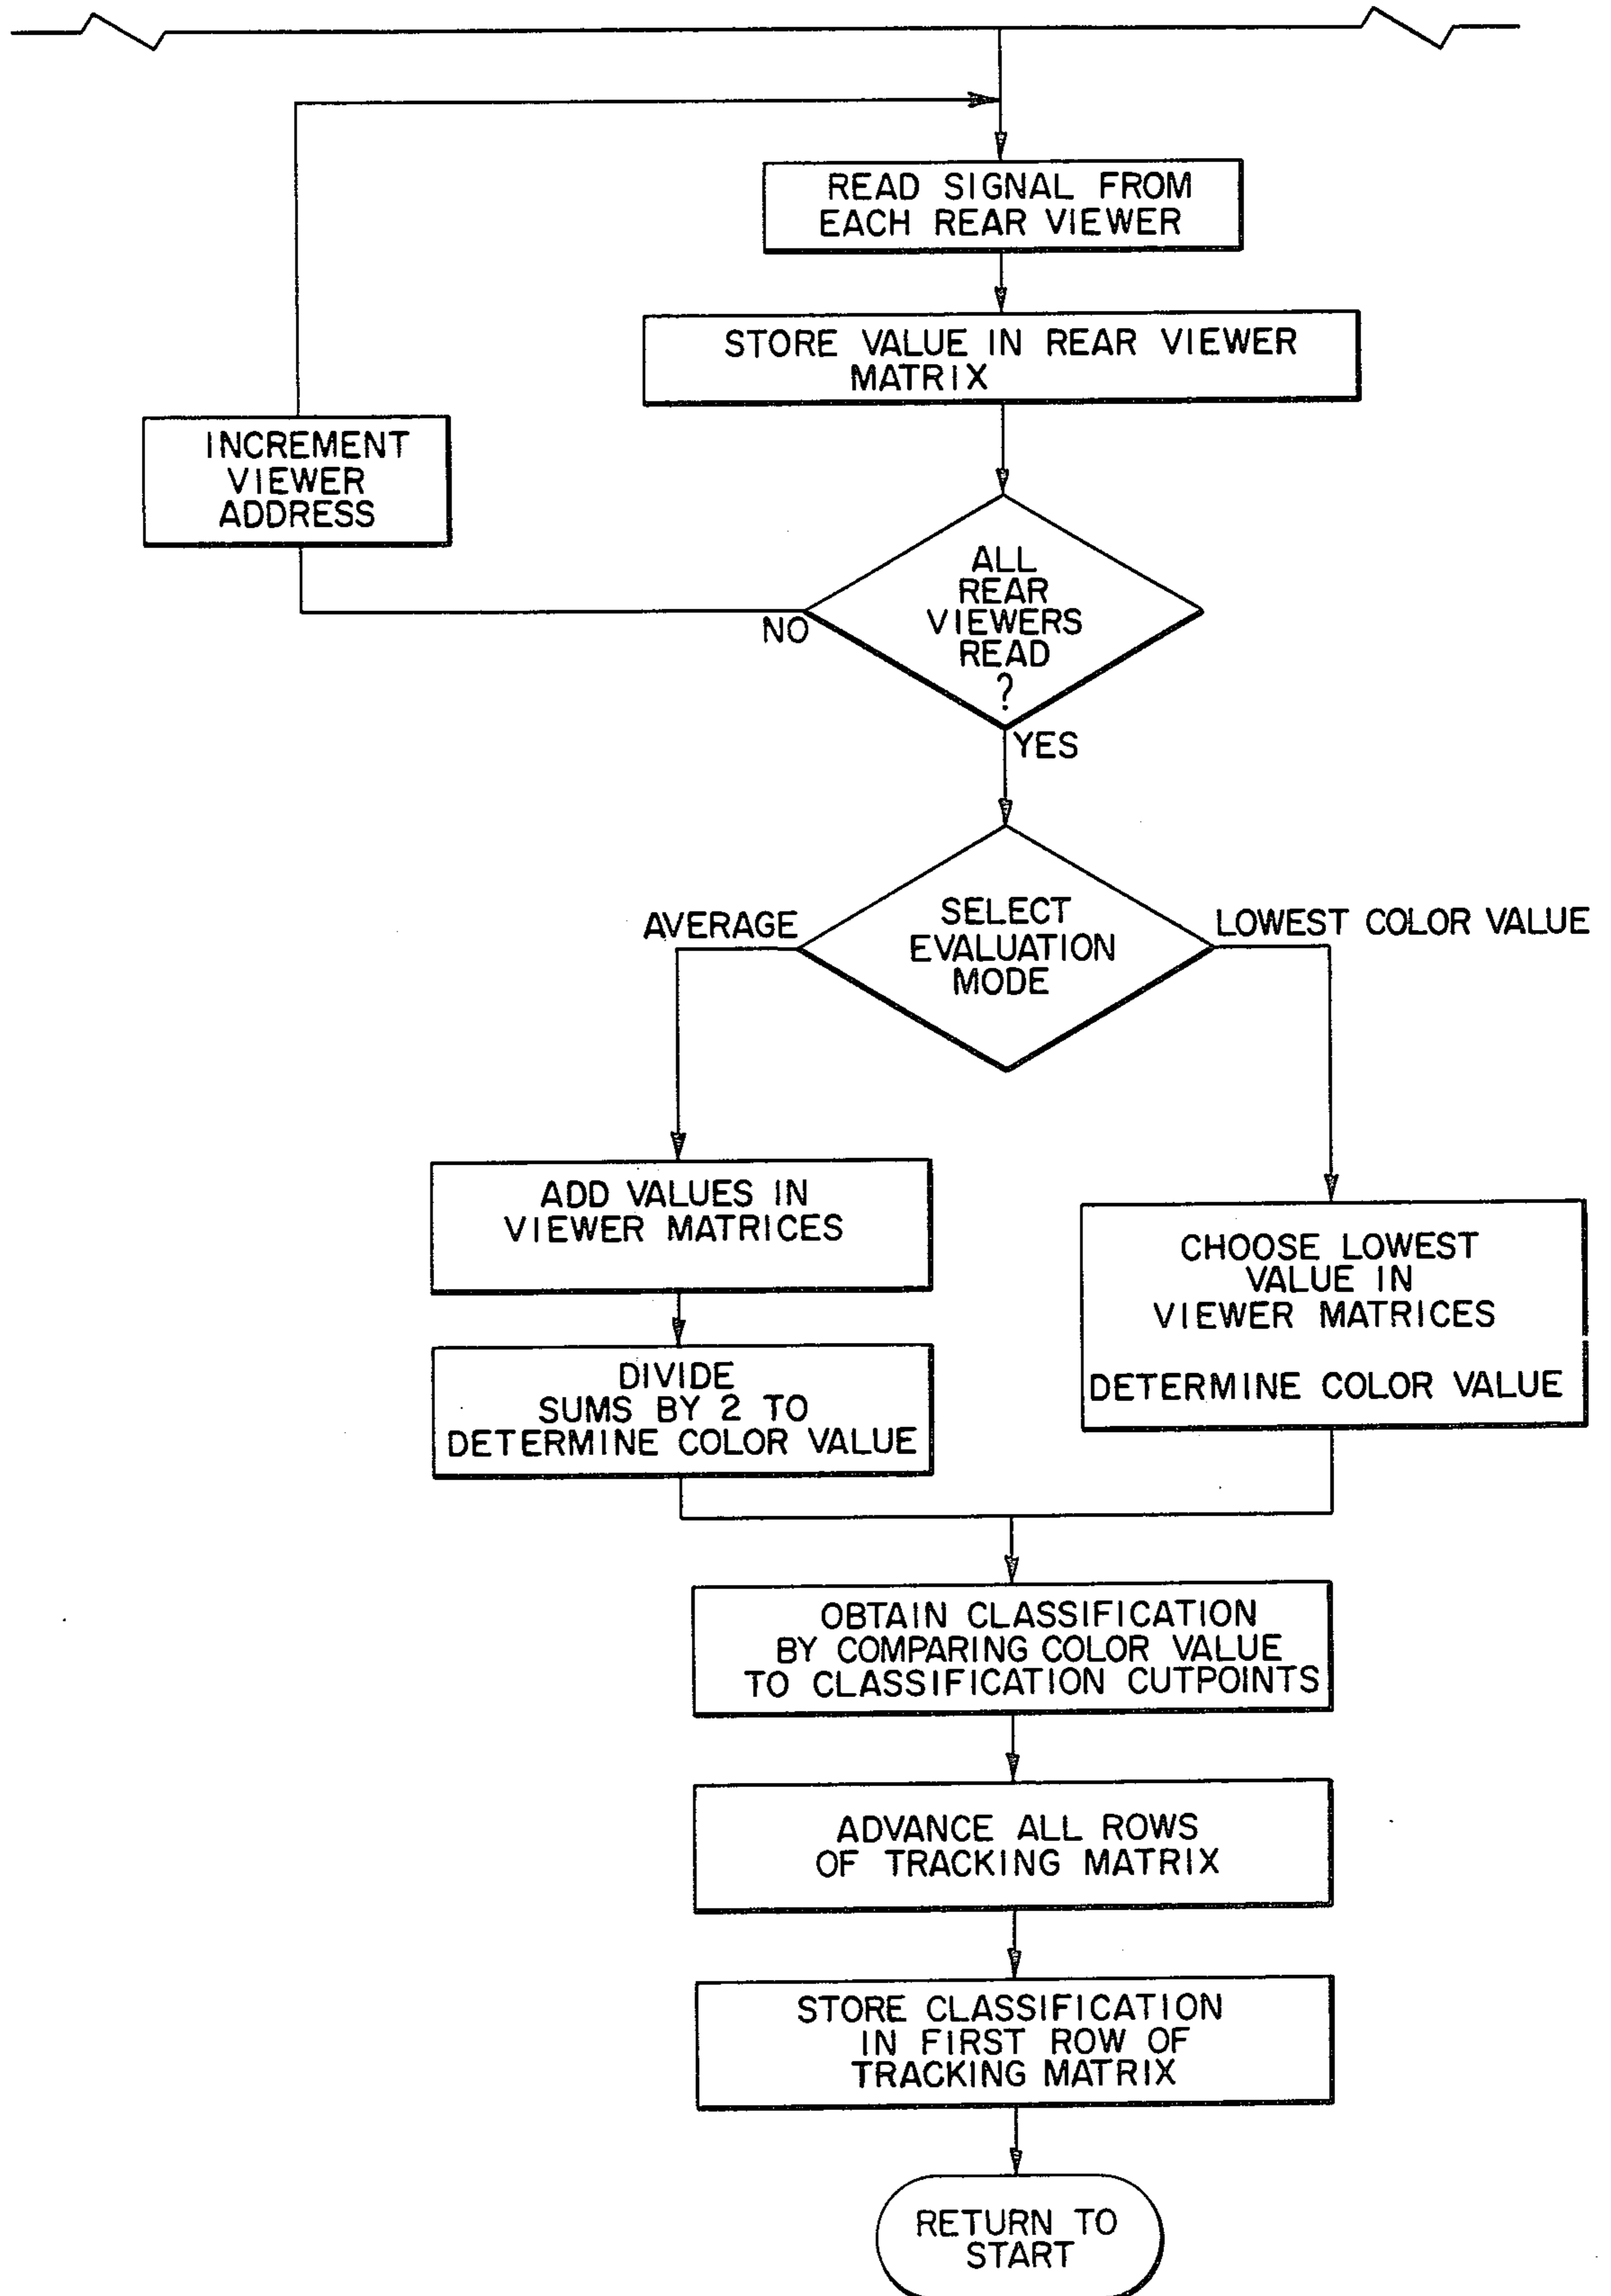 READ SIGNAL FROM
EACH REAR VIEWER
STORE VALUE IN REAR VIEWER
MATRIX
INCREMENT
VIEWER
ADDRESS
ALL
REAR
VIEWERS
READ
?
NO
YES
AVERAGE
SELECT
EVALUATION
MODE
LOWEST COLOR VALUE
ADD VALUES IN
VIEWER MATRICES
DIVIDE
SUMS BY 2 TO
DETERMINE COLOR VALUE
CHOOSE LOWEST
VALUE IN
VIEWER MATRICES
DETERMINE COLOR VALUE
OBTAIN CLASSIFICATION
BY COMPARING COLOR VALUE
TO CLASSIFICATION CUTPOINTS
ADVANCE ALL ROWS
OF TRACKING MATRIX
STORE CLASSIFICATION
IN FIRST ROW OF
TRACKING MATRIX
RETURN TO
START